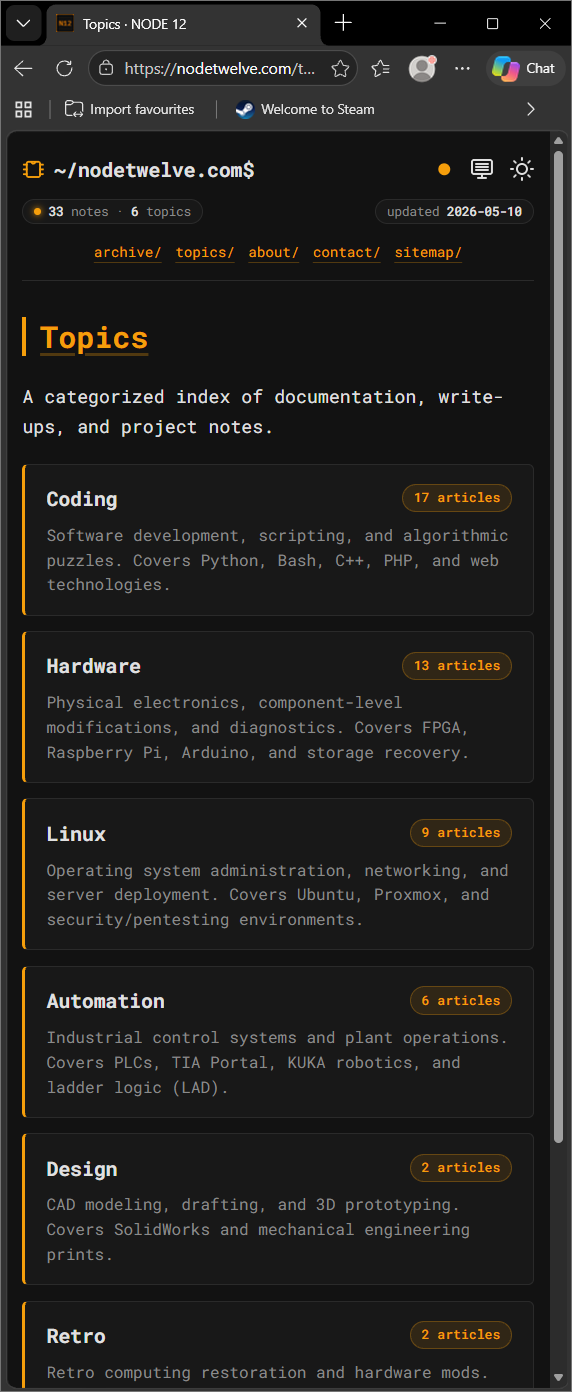 N12 Topics · NODE 12
https://nodetwelve.com/t...
Chat
Import favourites
Welcome to Steam
~/nodetwelve.com$
33 notes · 6 topics
updated 2026-05-10
archive/ topics/ about/ contact/ sitemap/
Topics
A categorized index of documentation, write-
ups, and project notes.
Coding
17 articles
Software development, scripting, and algorithmic
puzzles. Covers Python, Bash, C++, PHP, and web
technologies.
Hardware
13 articles
Physical electronics, component-level
modifications, and diagnostics. Covers FPGA,
Raspberry Pi, Arduino, and storage recovery.
Linux
9 articles
Operating system administration, networking, and
server deployment. Covers Ubuntu, Proxmox, and
security/pentesting environments.
Automation
6 articles
Industrial control systems and plant operations.
Covers PLCs, TIA Portal, KUKA robotics, and
ladder logic (LAD).
Design
2 articles
CAD modeling, drafting, and 3D prototyping.
Covers SolidWorks and mechanical engineering
prints.
Retro
2 articles
Retro computing restoration and hardware mods.